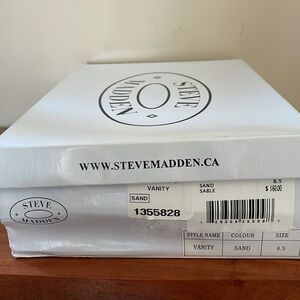 STEVE
MADDEN
WWW.STEVEMADDEN.CA
STEVE
MADDEN
VANITY
SAND
1355828
SAND
SABLE
8.5
$ 160.00
STYLE NAME COLOUR SIZE
VANITY SAND 8.5